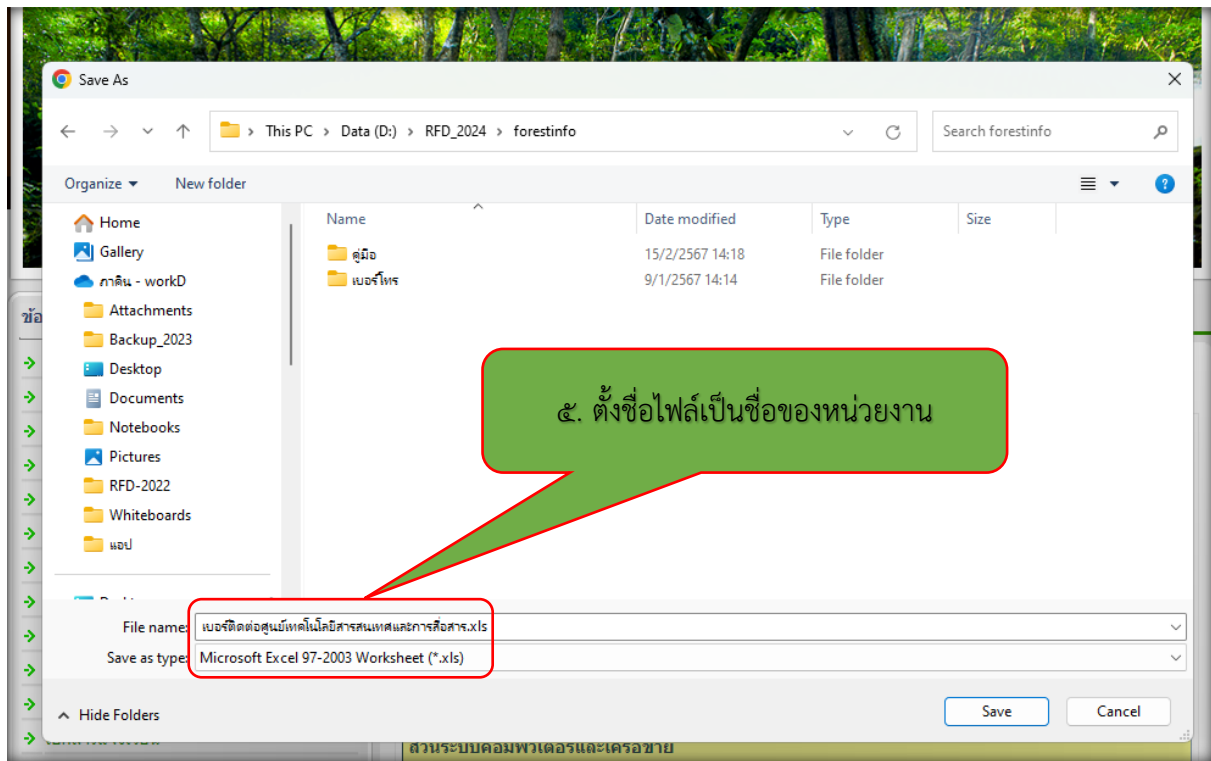 Save As
This PC > Data (D:) > RFD_2024 > forestinfo
Search forestinfo
Organize
New folder
Name
Date modified
Type
Size
Home
Gallery
ภาคิน - workD
Attachments
Backup_2023
Desktop
Documents
Notebooks
Pictures
RFD-2022
Whiteboards
แอป
คู่มือ 15/2/2567 14:18 File folder
เบอร์โทร 9/1/2567 14:14 File folder
๕. ตั้งชื่อไฟล์เป็นชื่อของหน่วยงาน
File name: เบอร์ติดต่อศูนย์เทคโนโลยีสารสนเทศและการสื่อสาร.xls
Save as type: Microsoft Excel 97-2003 Worksheet (*.xls)
Hide Folders
Save
Cancel
ส่วนระบบคอมพิวเตอร์และเครือข่าย